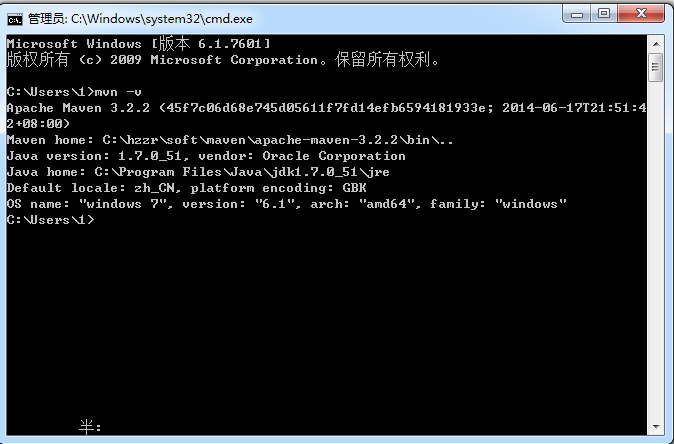 管理员: C:\Windows\system32\cmd.exe
Microsoft Windows [版本 6.1.7601]
版权所有 (c) 2009 Microsoft Corporation。保留所有权利。
C:\Users\1>mvn -v
Apache Maven 3.2.2 (45f7c06d68e745d05611f7fd14efb6594181933e; 2014-06-17T21:51:4
2+08:00)
Maven home: C:\hzzr\soft\maven\apache-maven-3.2.2\bin\..
Java version: 1.7.0_51, vendor: Oracle Corporation
Java home: C:\Program Files\Java\jdk1.7.0_51\jre
Default locale: zh_CN, platform encoding: GBK
OS name: "windows 7", version: "6.1", arch: "amd64", family: "windows"
C:\Users\1>
半: